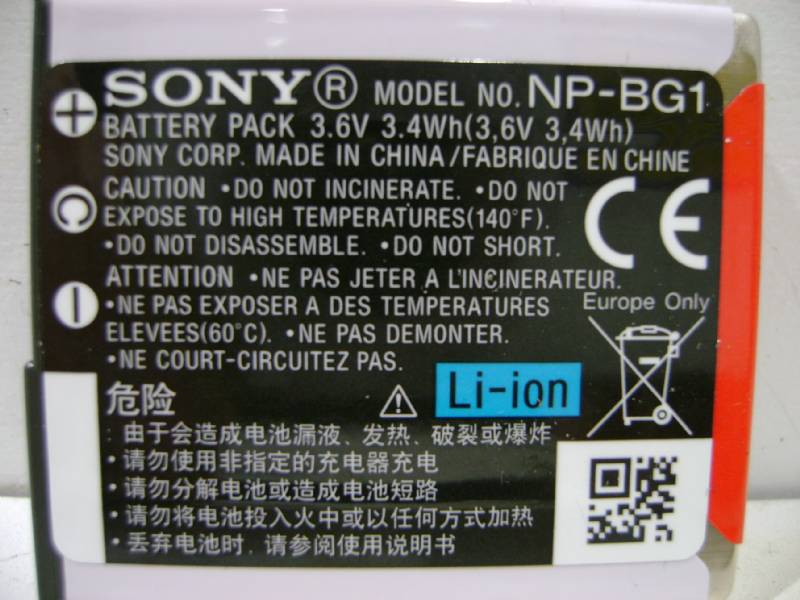 SONY® MODEL NO. NP-BG1
BATTERY PACK 3.6V 3.4Wh(3,6V 3,4Wh)
SONY CORP. MADE IN CHINA/FABRIQUE EN CHINE
CAUTION •DO NOT INCINERATE. •DO NOT
EXPOSE TO HIGH TEMPERATURES(140°F).
•DO NOT DISASSEMBLE. •DO NOT SHORT.
ATTENTION •NE PAS JETER A L'INCINERATEUR.
•NE PAS EXPOSER A DES TEMPERATURES
ELEVEES(60°C). •NE PAS DEMONTER.
•NE COURT-CIRCUITEZ PAS.
+
C
−
CE
Europe Only
Li-ion
危险
:由于会造成电池漏液、发热、破裂或爆炸
•请勿使用非指定的充电器充电
•请勿分解电池或造成电池短路
•请勿将电池投入火中或以任何方式加热
•丢弃电池时,请参阅使用说明书